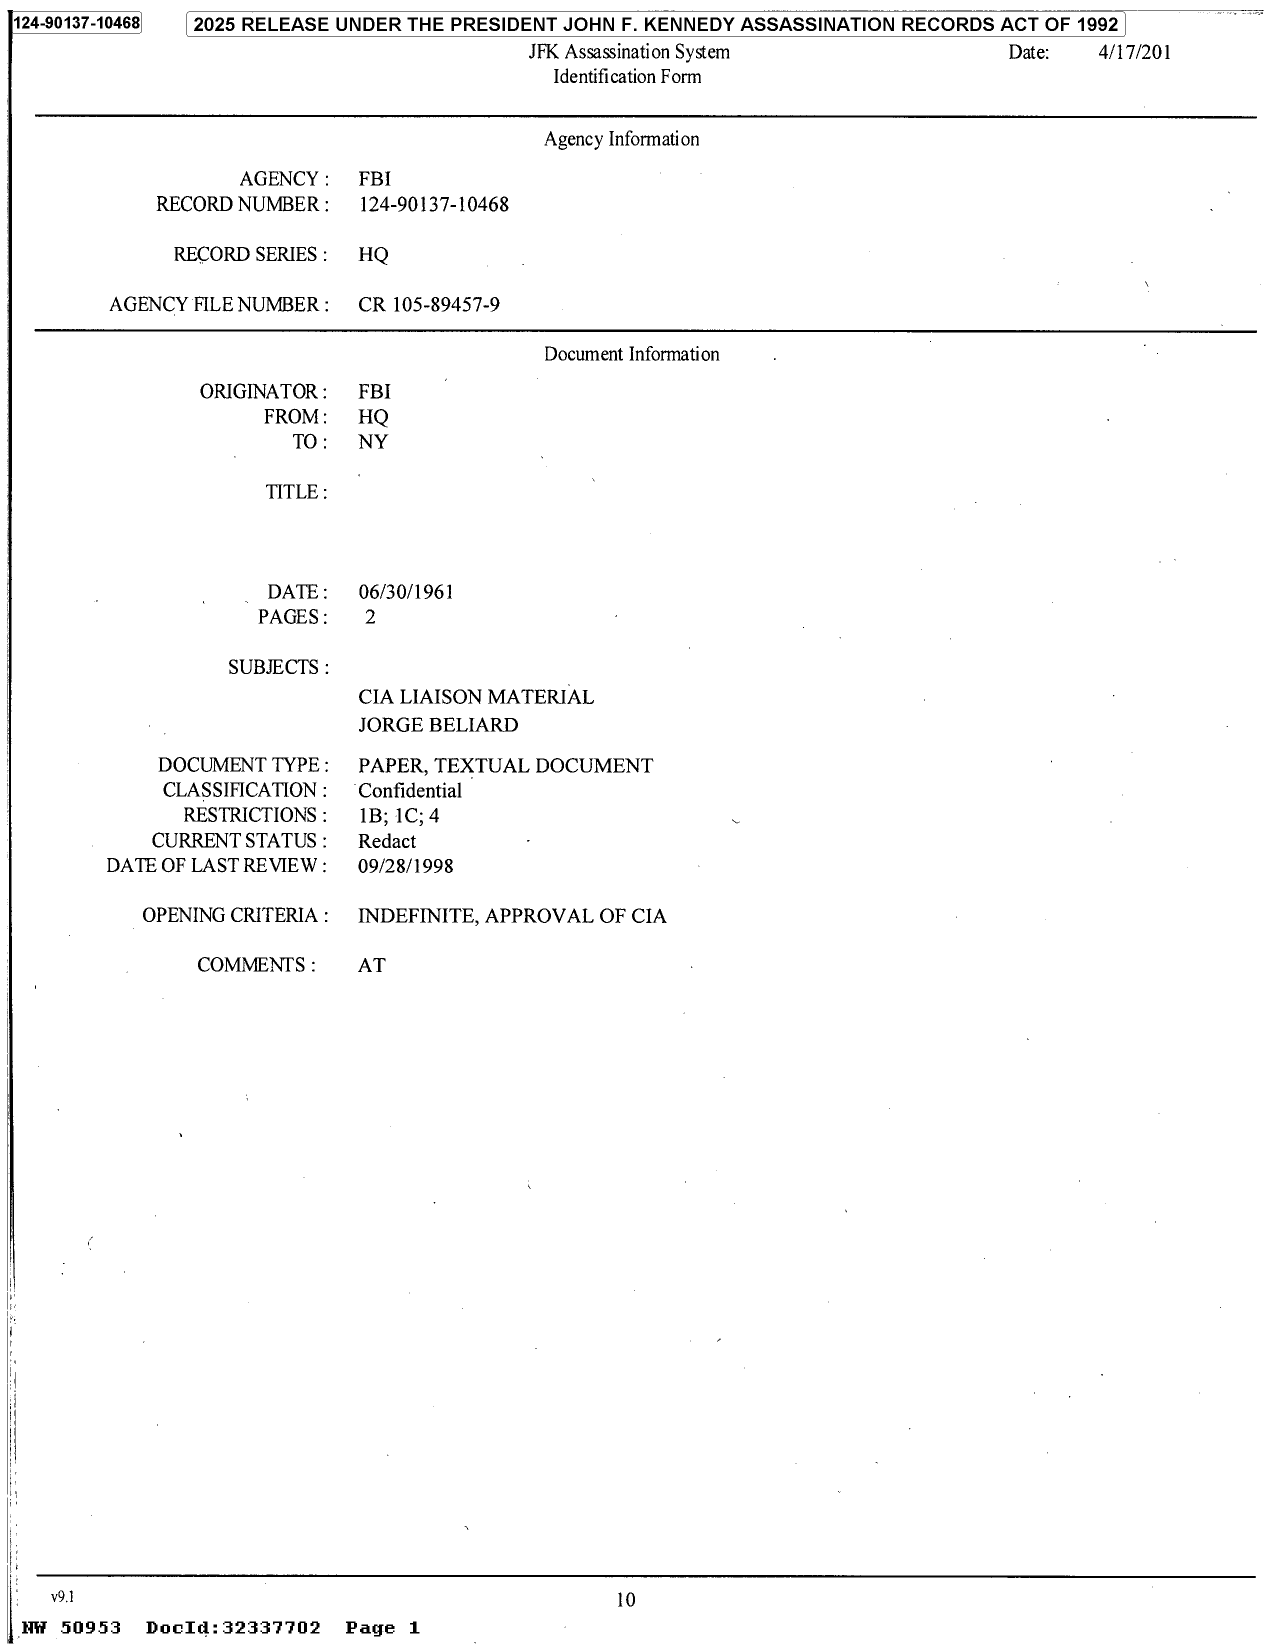 124-90137-10468 2025 RELEASE UNDER THE PRESIDENT JOHN F. KENNEDY ASSASSINATION RECORDS ACT OF 1992
JFK Assassination System Date: 4/17/201
Identification Form
Agency Information
AGENCY : FBI
RECORD NUMBER : 124-90137-10468
RECORD SERIES : HQ
AGENCY FILE NUMBER : CR 105-89457-9
Document Information
ORIGINATOR : FBI
FROM : HQ
TO : NY
TITLE :
DATE : 06/30/1961
PAGES : 2
SUBJECTS :
CIA LIAISON MATERIAL
JORGE BELIARD
DOCUMENT TYPE : PAPER, TEXTUAL DOCUMENT
CLASSIFICATION : Confidential
RESTRICTIONS : 1B; 1C; 4
CURRENT STATUS : Redact
DATE OF LAST REVIEW : 09/28/1998
OPENING CRITERIA : INDEFINITE, APPROVAL OF CIA
COMMENTS : AT
v9.1 10
NW 50953 DocId:32337702 Page 1